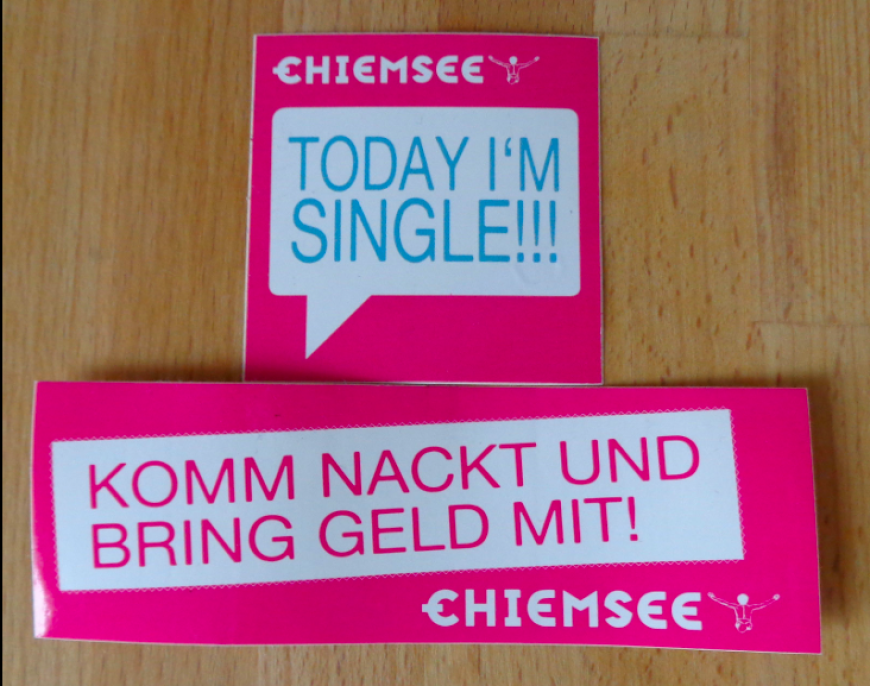 CHIEMSEE
TODAY I‘M
SINGLE!!!
KOMM NACKT UND
BRING GELD MIT!
CHIEMSEE